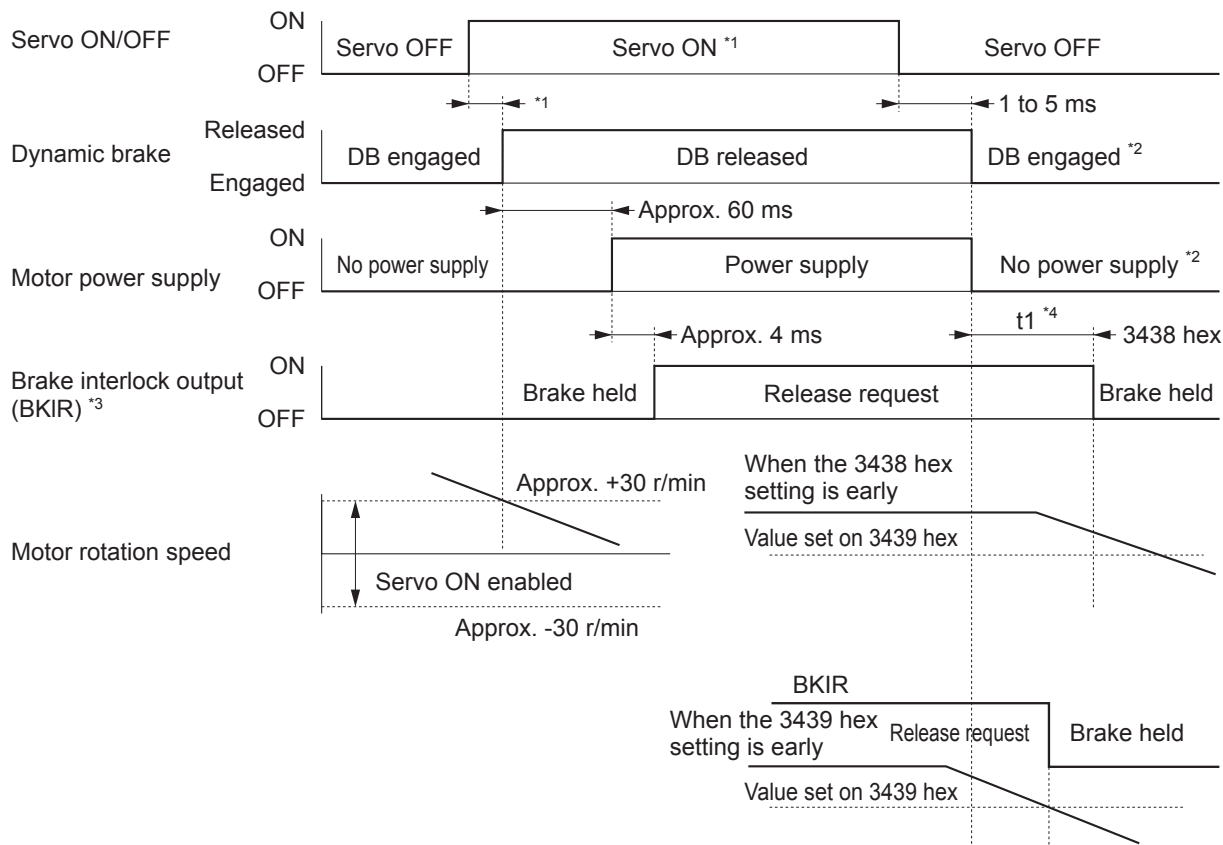 Servo ON/OFF
ON
OFF
Servo OFF
Servo ON *1
Servo OFF
*1
1 to 5 ms
Dynamic brake
Released
Engaged
DB engaged
DB released
DB engaged *2
Approx. 60 ms
Motor power supply
ON
OFF
No power supply
Power supply
No power supply *2
Approx. 4 ms
t1 *4
3438 hex
Brake interlock output
(BKIR) *3
ON
OFF
Brake held
Release request
Brake held
Motor rotation speed
Approx. +30 r/min
Servo ON enabled
Approx. -30 r/min
When the 3438 hex
setting is early
Value set on 3439 hex
BKIR
When the 3439 hex
setting is early
Release request
Brake held
Value set on 3439 hex